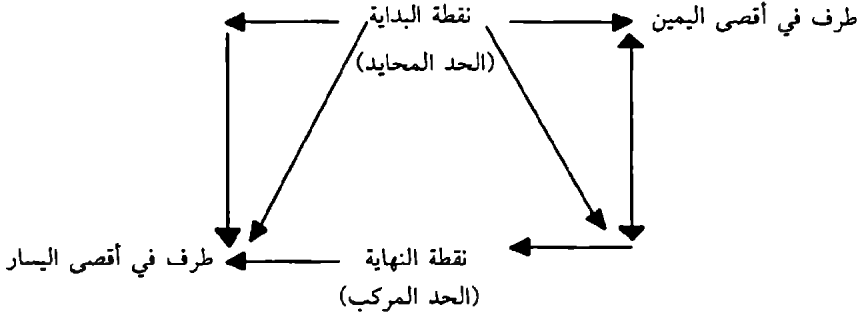 طرف في أقصى اليمين
نقطة البداية
(الحد المحايد)
نقطة النهاية
(الحد المركب)
طرف في أقصى اليسار